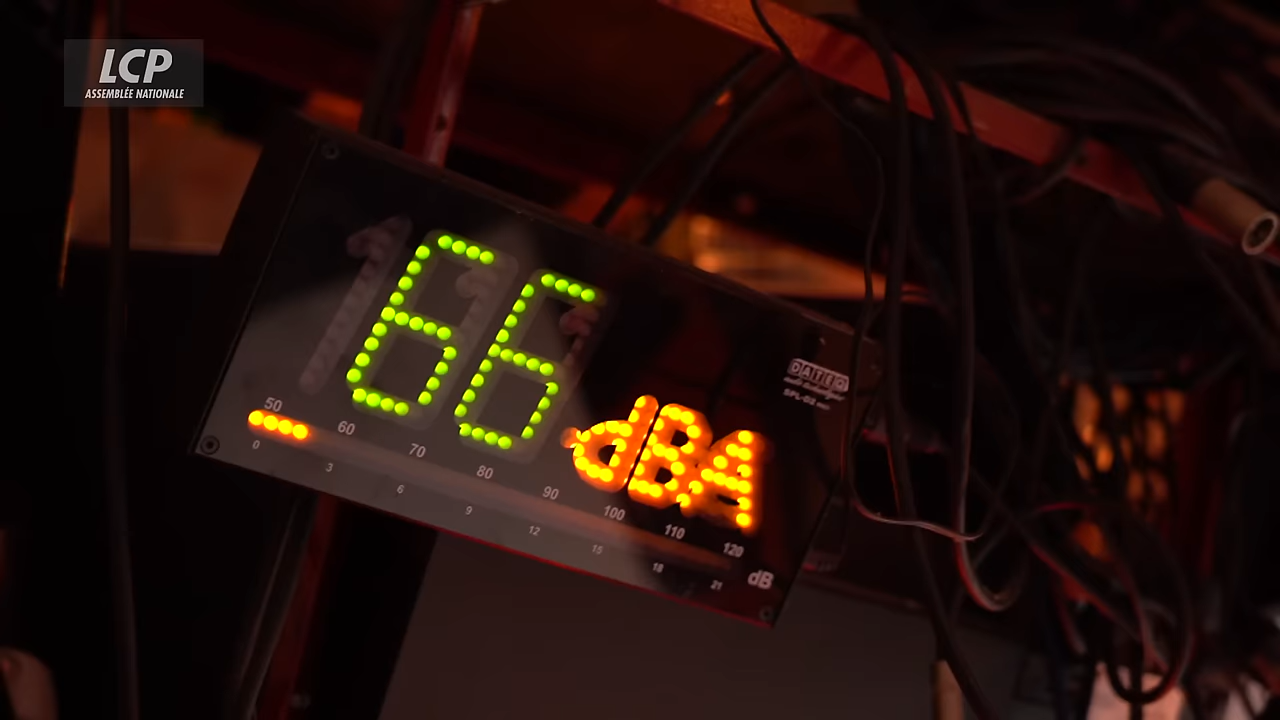 LCP
ASSEMBLÉE NATIONALE
66 dBA
DATEQ
SPL-D2
50 60 70 80 90 100 110 120 dB
0 3 6 9 12 15 18 21